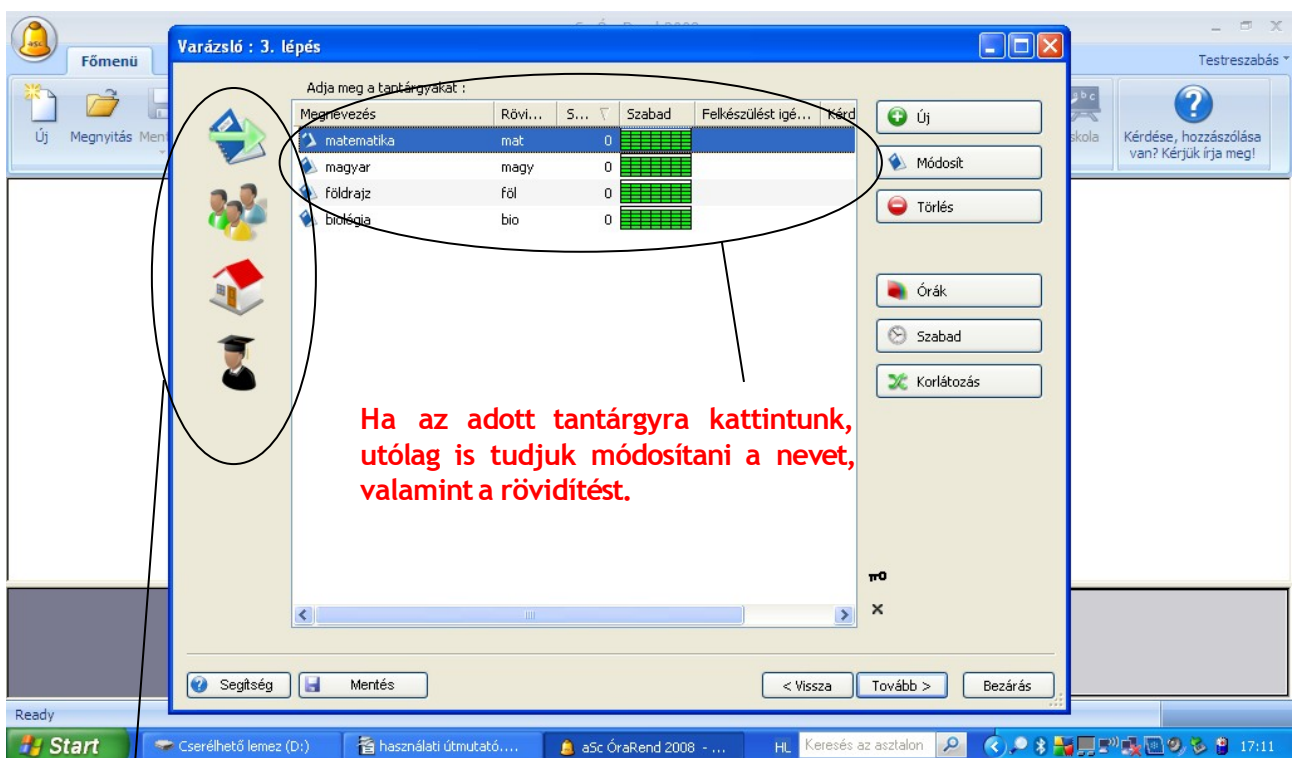 aSc
Főmenü
Testreszabás
Új
Megnyitás
Varázsló : 3. lépés
Adja meg a tantárgyakat :
Megnevezés Rövi... S... Szabad Felkészülést igé... Kérd
matematika mat 0
magyar magy 0
földrajz föl 0
biológia bio 0
Új
Módosít
Törlés
Órák
Szabad
Korlátozás
Kérdése, hozzászólása
van? Kérjük írja meg!
Ha az adott tantárgyra kattintunk,
utólag is tudjuk módosítani a nevet,
valamint a rövidítést.
Segítség
Mentés
< Vissza
Tovább >
Bezárás
Ready
Start
Cserélhető lemez (D:)
használati útmutató....
aSc ÓraRend 2008 - ...
HL
Keresés az asztalon
17:11